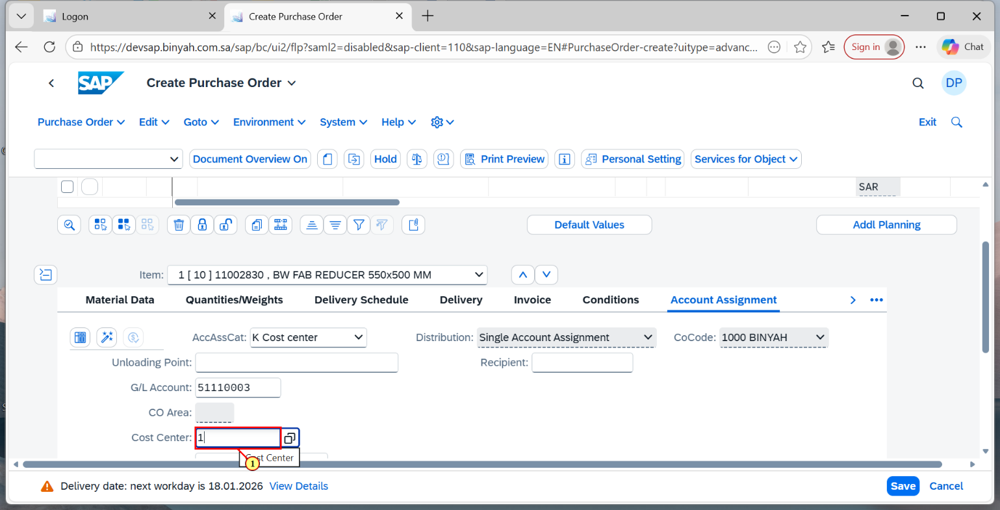 Logon
Create Purchase Order
https://devsap.binyah.com.sa/sap/bc/ui2/flp?saml2=disabled&sap-client=110&sap-language=EN#PurchaseOrder-create?uitype=advanc...
Sign in
Chat
SAP
Create Purchase Order
DP
Purchase Order
Edit
Goto
Environment
System
Help
Exit
Document Overview On
Hold
Print Preview
Personal Setting
Services for Object
SAR
Default Values
Addl Planning
Item: 1 [ 10 ] 11002830 , BW FAB REDUCER 550x500 MM
Material Data
Quantities/Weights
Delivery Schedule
Delivery
Invoice
Conditions
Account Assignment
AccAssCat: K Cost center
Distribution: Single Account Assignment
CoCode: 1000 BINYAH
Unloading Point:
Recipient:
G/L Account: 51110003
CO Area:
Cost Center: 1
1
Center
Delivery date: next workday is 18.01.2026 View Details
Save
Cancel